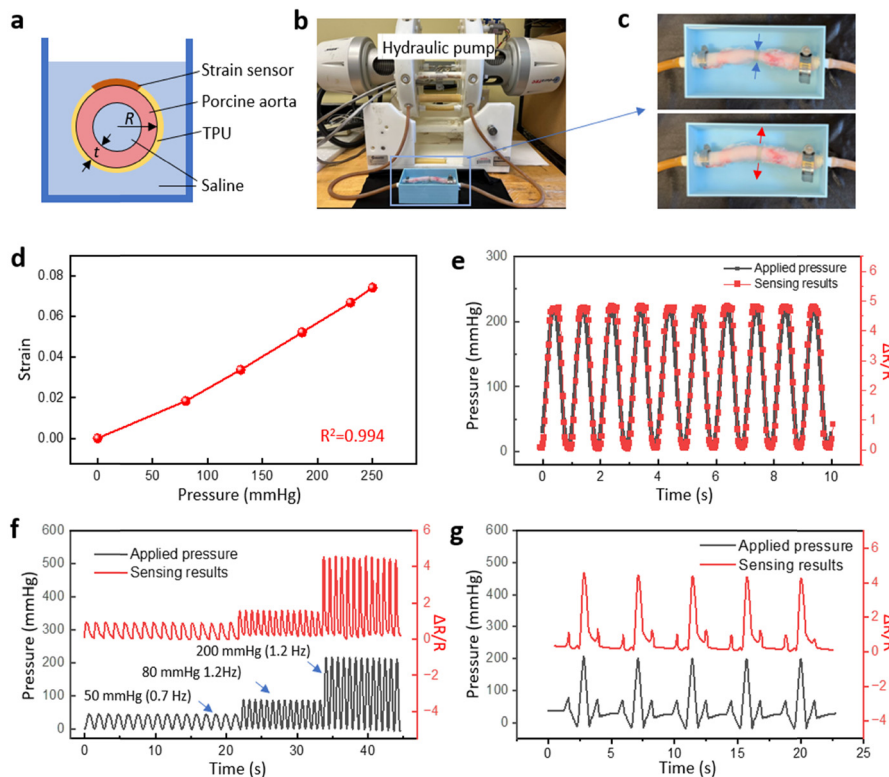 a
Strain sensor
Porcine aorta
R
TPU
t
Saline
b
Hydraulic pump
c
d
0.08
0.06
0.04
0.02
0.00
Strain
R²=0.994
0 50 100 150 200 250
Pressure (mmHg)
e
300
200
100
0
Pressure (mmHg)
Applied pressure
Sensing results
6
5
4
3
2
1
0
ΔR/R
0 2 4 6 8 10
Time (s)
f
600
500
400
300
200
100
0
Pressure (mmHg)
Applied pressure
Sensing results
200 mmHg (1.2 Hz)
80 mmHg 1.2Hz)
50 mmHg (0.7 Hz)
6
4
2
0
−2
−4
ΔR/R
0 10 20 30 40
Time (s)
g
600
500
400
300
200
100
0
Pressure (mmHg)
Applied pressure
Sensing results
6
4
2
0
−2
−4
ΔR/R
0 5 10 15 20 25
Time (s)